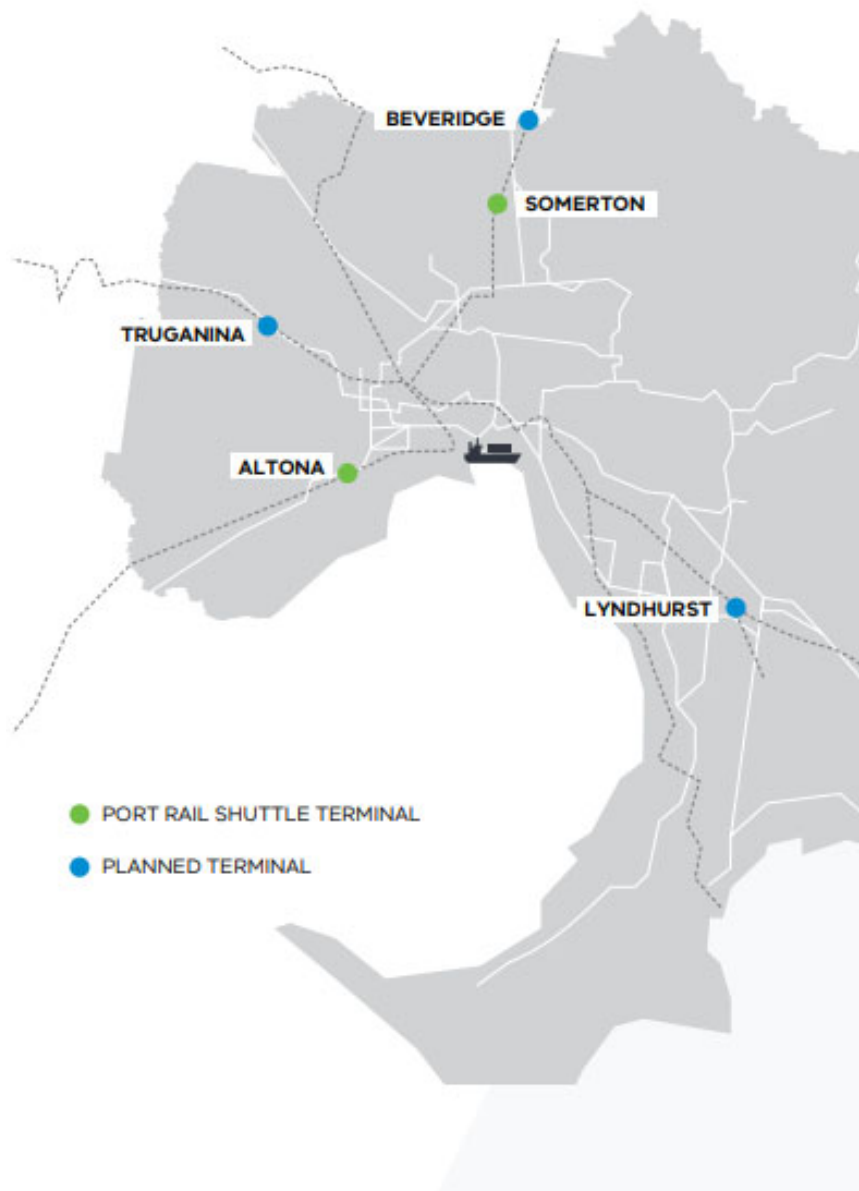 BEVERIDGE
SOMERTON
TRUGANINA
ALTONA
LYNDHURST
PORT RAIL SHUTTLE TERMINAL
PLANNED TERMINAL